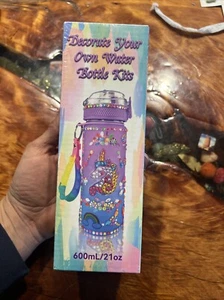 Decorate Your
Own Water
Bottle Kits
600mL/21oz